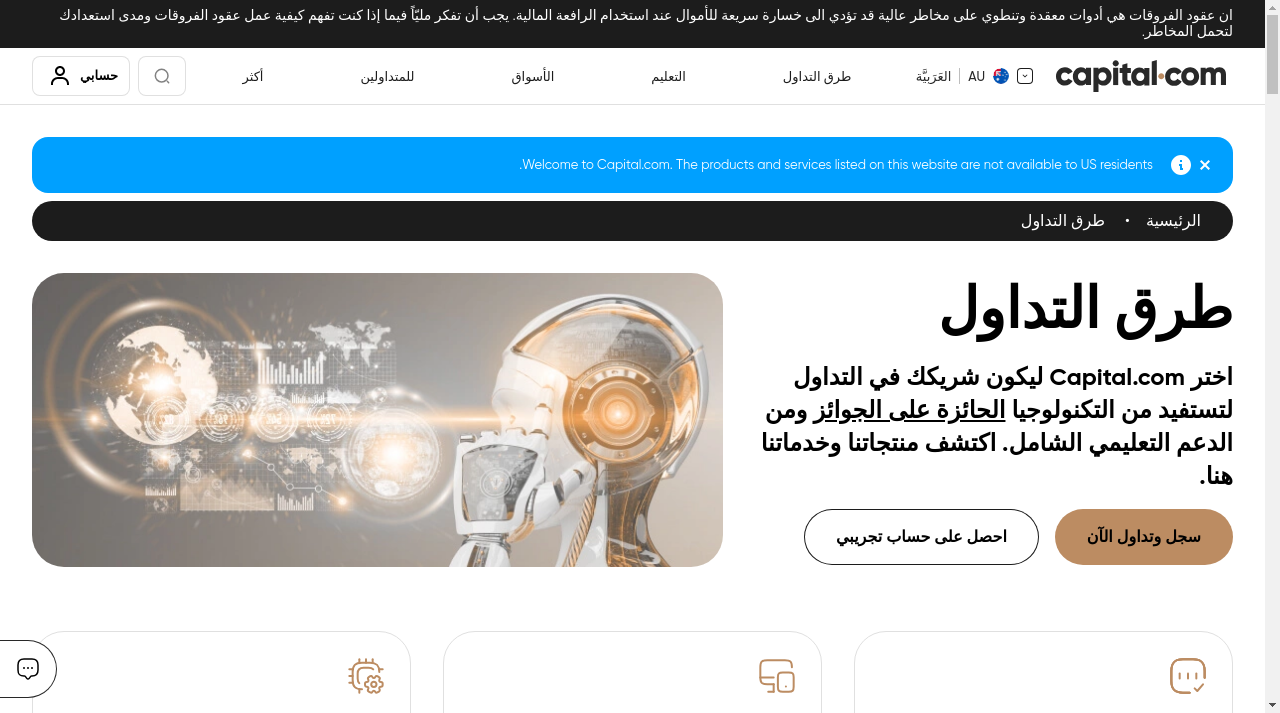 ان عقود الفروقات هي أدوات معقدة وتنطوي على مخاطر عالية قد تؤدي الى خسارة سريعة للأموال عند استخدام الرافعة المالية. يجب أن تفكر مليّاً فيما إذا كنت تفهم كيفية عمل عقود الفروقات ومدى استعدادك
لتحمل المخاطر.
capital.com
AU
العَرَبيَّة
طرق التداول
التعليم
الأسواق
للمتداولين
أكثر
حسابي
Welcome to Capital.com. The products and services listed on this website are not available to US residents.
الرئيسية • طرق التداول
طرق التداول
اختر Capital.com ليكون شريكك في التداول
لتستفيد من التكنولوجيا الحائزة على الجوائز ومن
الدعم التعليمي الشامل. اكتشف منتجاتنا وخدماتنا
هنا.
سجل وتداول الآن
احصل على حساب تجريبي